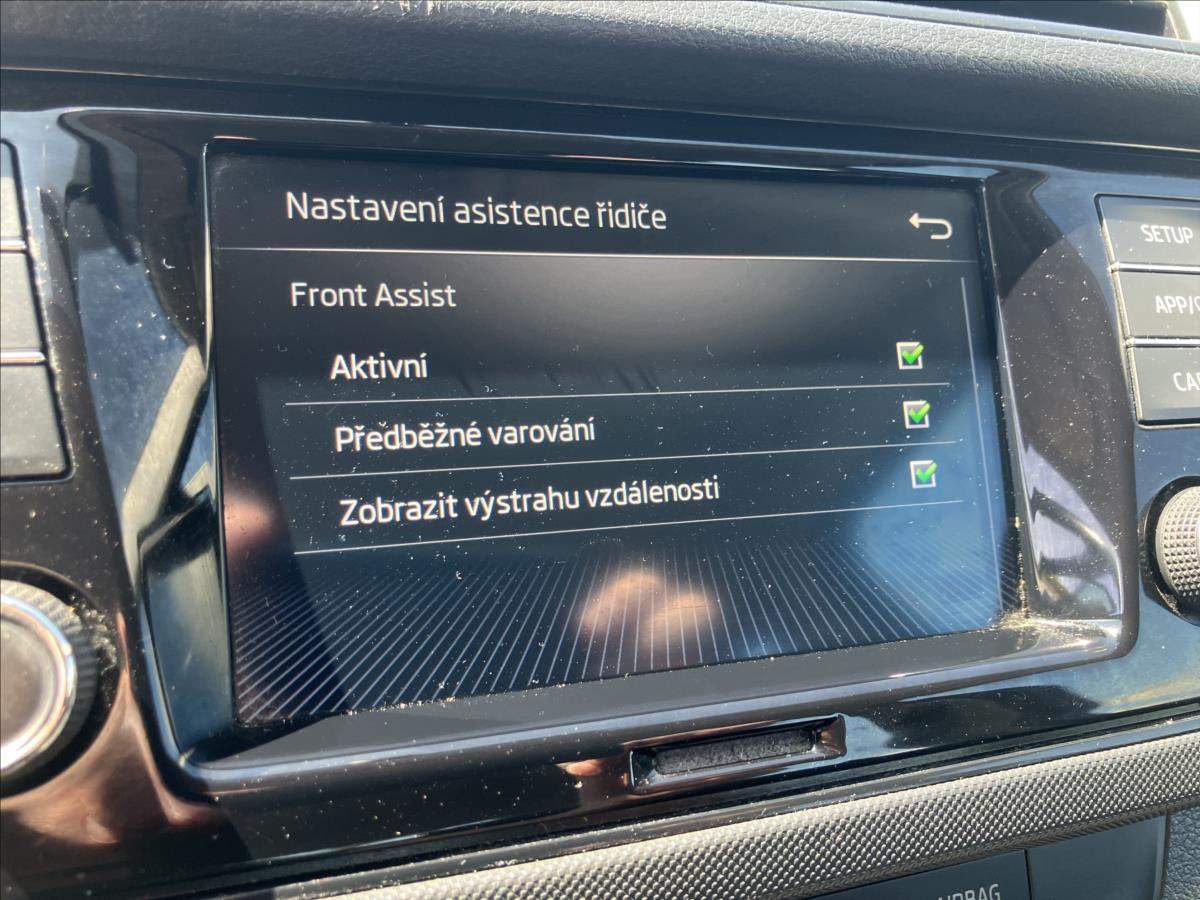 Nastavení asistence řidiče
SETUP
Front Assist
Aktivní
Předběžné varování
Zobrazit výstrahu vzdálenosti